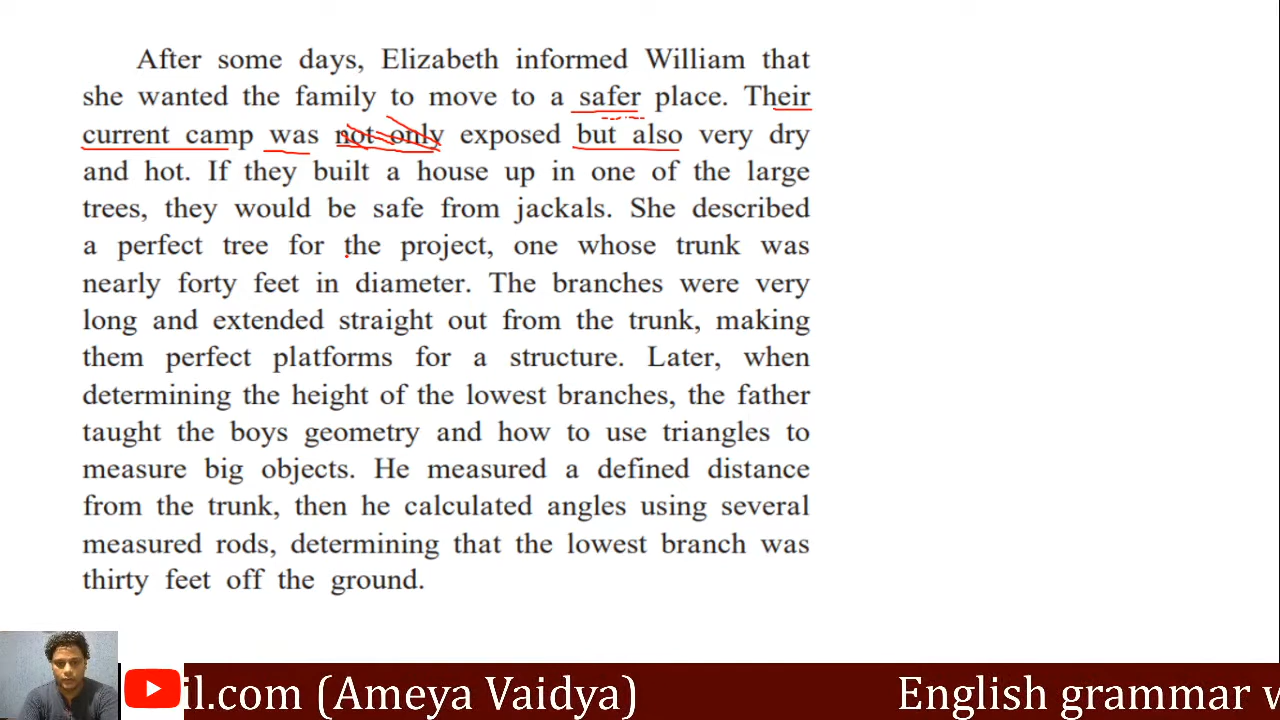 After some days, Elizabeth informed William that
she wanted the family to move to a safer place. Their
current camp was not only exposed but also very dry
and hot. If they built a house up in one of the large
trees, they would be safe from jackals. She described
a perfect tree for the project, one whose trunk was
nearly forty feet in diameter. The branches were very
long and extended straight out from the trunk, making
them perfect platforms for a structure. Later, when
determining the height of the lowest branches, the father
taught the boys geometry and how to use triangles to
measure big objects. He measured a defined distance
from the trunk, then he calculated angles using several
measured rods, determining that the lowest branch was
thirty feet off the ground.
il.com (Ameya Vaidya) English grammar w